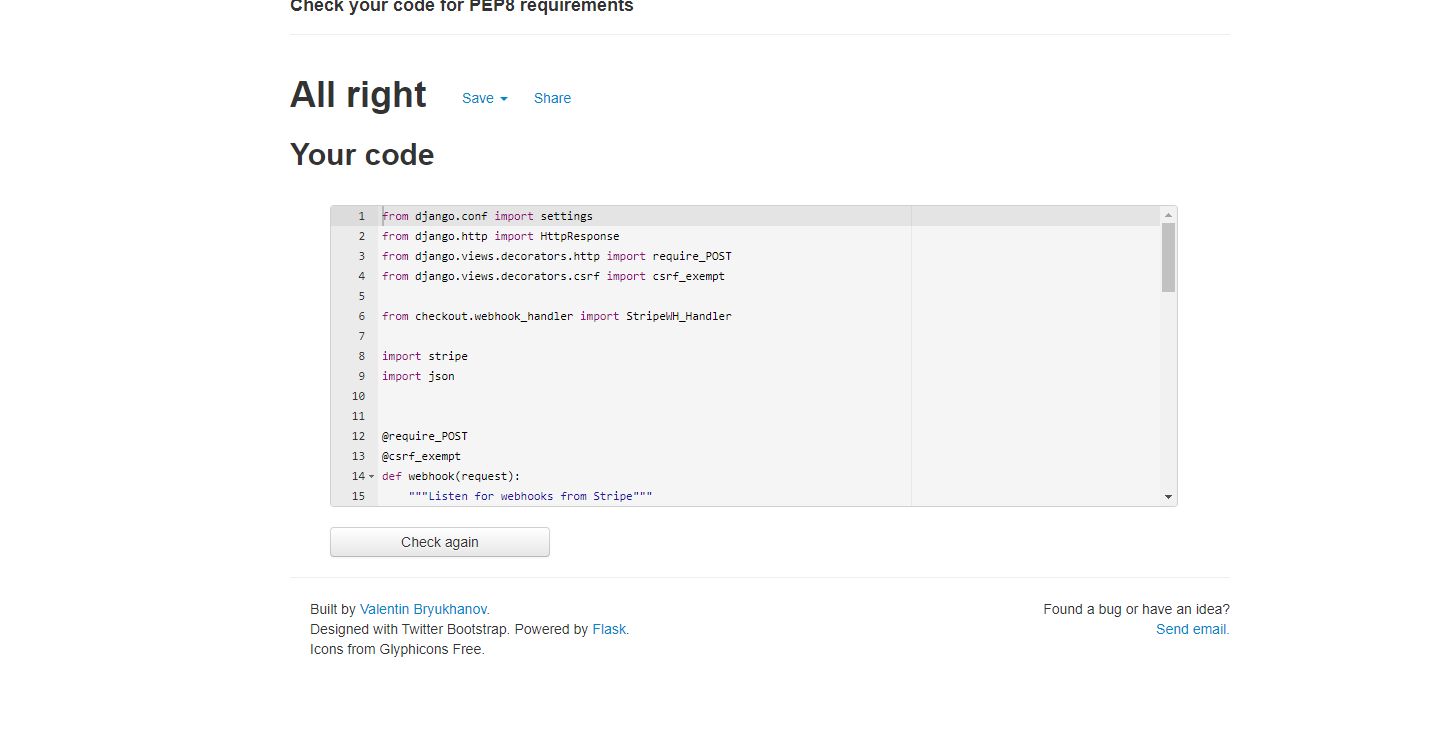 Check your code for PEP8 requirements
All right
Save
Share
Your code
1 from django.conf import settings
2 from django.http import HttpResponse
3 from django.views.decorators.http import require_POST
4 from django.views.decorators.csrf import csrf_exempt
5
6 from checkout.webhook_handler import StripeWH_Handler
7
8 import stripe
9 import json
10
11
12 @require_POST
13 @csrf_exempt
14 def webhook(request):
15 """Listen for webhooks from Stripe"""
Check again
Built by Valentin Bryukhanov.
Designed with Twitter Bootstrap. Powered by Flask.
Icons from Glyphicons Free.
Found a bug or have an idea?
Send email.